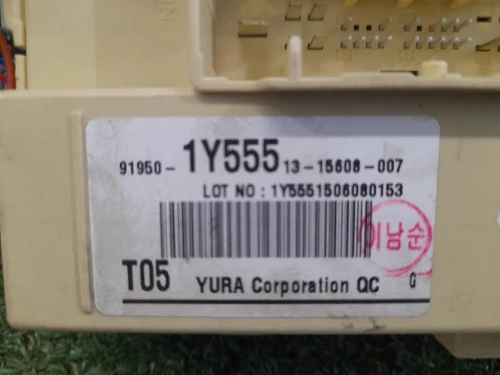 91950-1Y555 13-15608-007
LOT NO : 1Y5551506080153
이남순
T05 YURA Corporation QC G